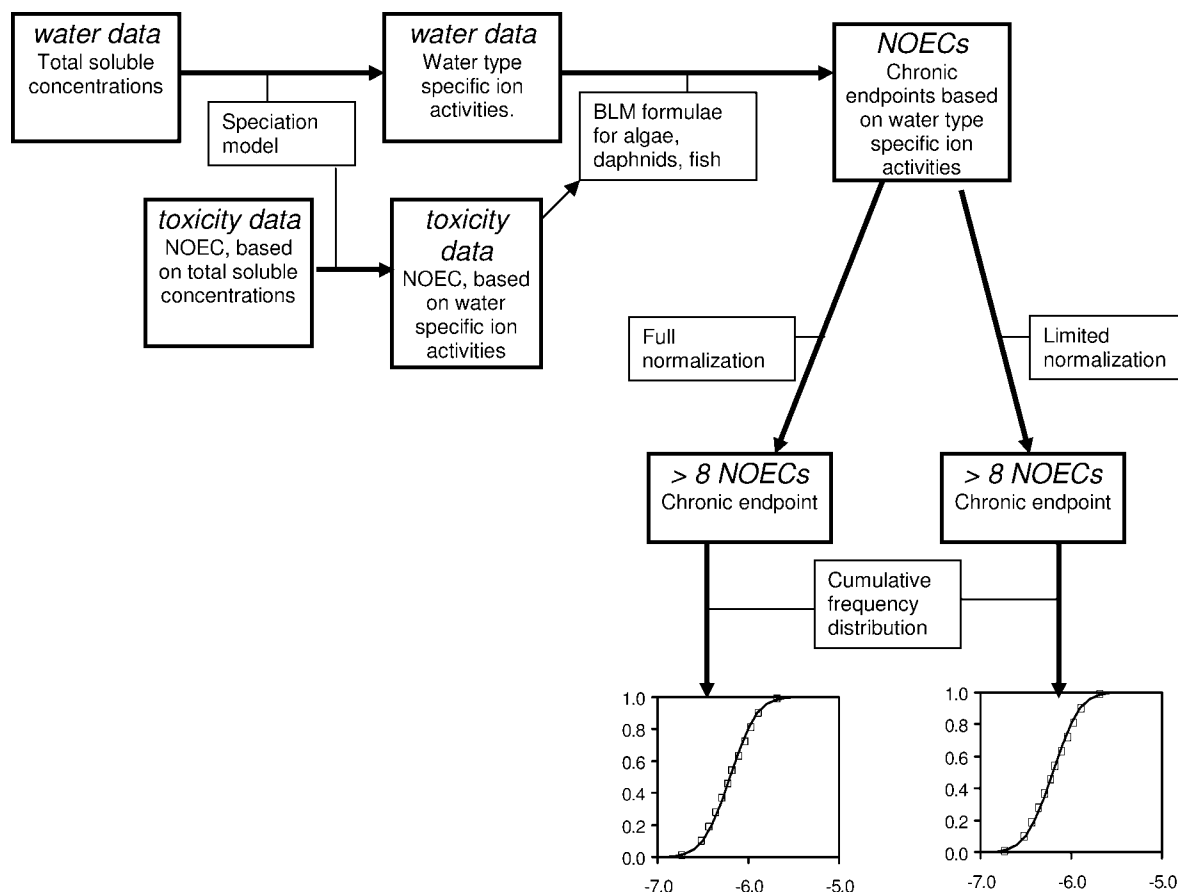 water data
Total soluble
concentrations
water data
Water type
specific ion
activities.
NOECs
Chronic
endpoints based
on water type
specific ion
activities
Speciation
model
BLM formulae
for algae,
daphnids, fish
toxicity data
NOEC, based
on total soluble
concentrations
toxicity
data
NOEC, based
on water
specific ion
activities
Full
normalization
Limited
normalization
> 8 NOECs
Chronic endpoint
> 8 NOECs
Chronic endpoint
Cumulative
frequency
distribution
1.0
0.8
0.6
0.4
0.2
0.0
-7.0 -6.0 -5.0
1.0
0.8
0.6
0.4
0.2
0.0
-7.0 -6.0 -5.0